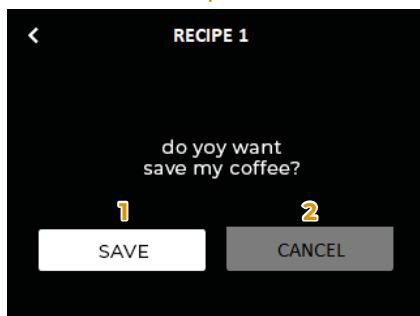 RECIPE 1
do yoy want
save my coffee?
1 2
SAVE CANCEL